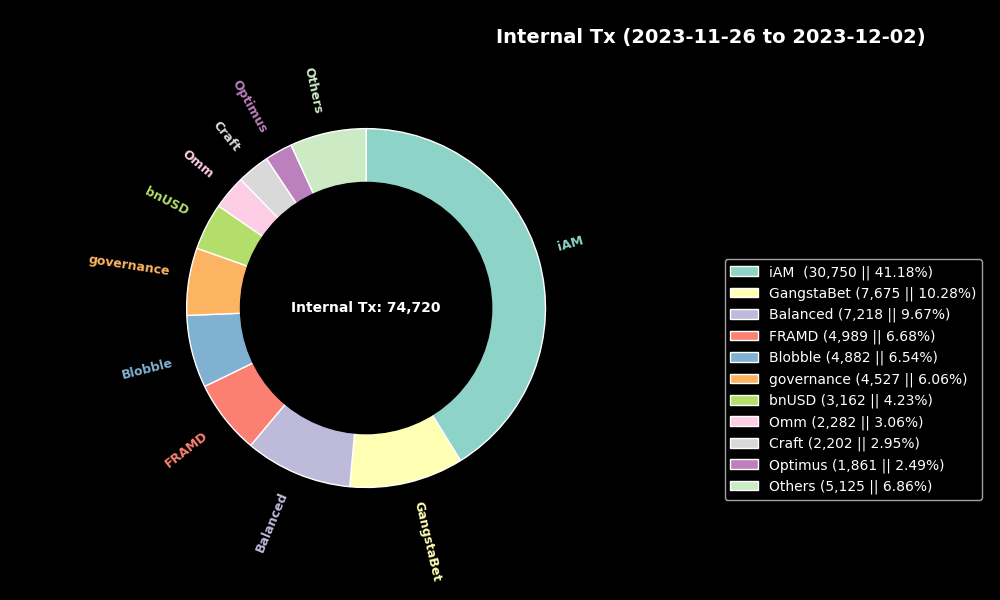 Internal Tx (2023-11-26 to 2023-12-02)
Others
Optimus
Craft
Omm
bnUSD
governance
Blobble
FRAMD
Balanced
GangstaBet
iAM
Internal Tx: 74,720
iAM  (30,750 || 41.18%)
GangstaBet (7,675 || 10.28%)
Balanced (7,218 || 9.67%)
FRAMD (4,989 || 6.68%)
Blobble (4,882 || 6.54%)
governance (4,527 || 6.06%)
bnUSD (3,162 || 4.23%)
Omm (2,282 || 3.06%)
Craft (2,202 || 2.95%)
Optimus (1,861 || 2.49%)
Others (5,125 || 6.86%)